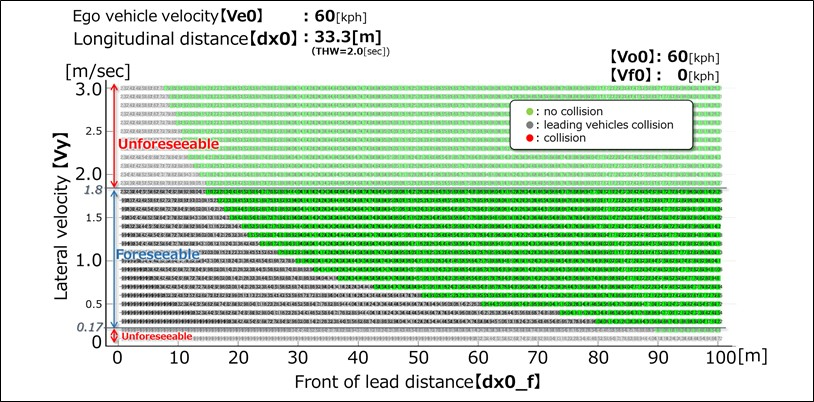 Ego vehicle velocity【Ve0】 : 60[kph]
Longitudinal distance【dx0】 : 33.3[m]
(THW=2.0[sec])
【Vo0】: 60[kph]
【Vf0】: 0[kph]
[m/sec]
3.0
2.5
2.0
1.8
1.5
1.0
0.5
0.17
0
Lateral velocity【Vy】
Unforeseeable
Foreseeable
Unforeseeable
: no collision
: leading vehicles collision
: collision
0 10 20 30 40 50 60 70 80 90 100[m]
Front of lead distance【dx0_f】